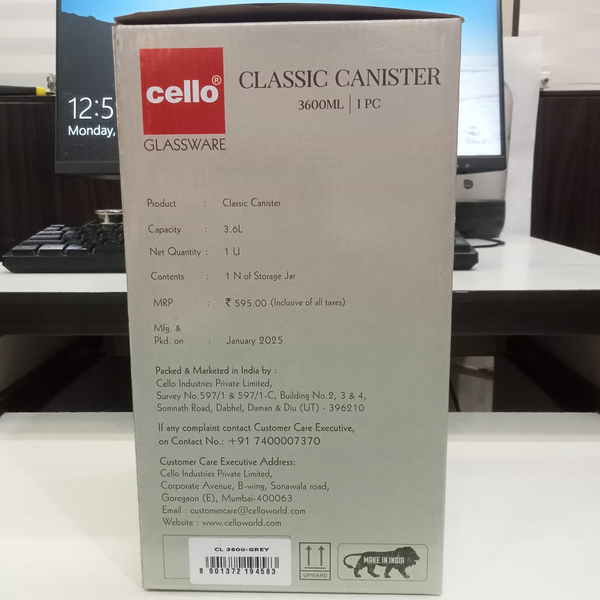 12:5
Monday,
cello®
GLASSWARE
CLASSIC CANISTER
3600ML | 1 PC
Product : Classic Canister
Capacity : 3.6L
Net Quantity : 1 U
Contents : 1 N of Storage Jar
MRP : ₹ 595.00 (Inclusive of all taxes)
Mfg. &
Pkd. on : January 2025
Packed & Marketed in India by :
Cello Industries Private Limited,
Survey No.597/1 & 597/1-C, Building No.2, 3 & 4,
Somnath Road, Dabhel, Daman & Diu (UT) - 396210
If any complaint contact Customer Care Executive,
on Contact No.: +91 7400007370
Customer Care Executive Address:
Cello Industries Private Limited,
Corporate Avenue, B-wing, Sonawala road,
Goregaon (E), Mumbai-400063.
Email : customercare@celloworld.com
Website : www.celloworld.com
CL 3600-GREY
8 901372 194583
UPWARD
MAKE IN INDIA